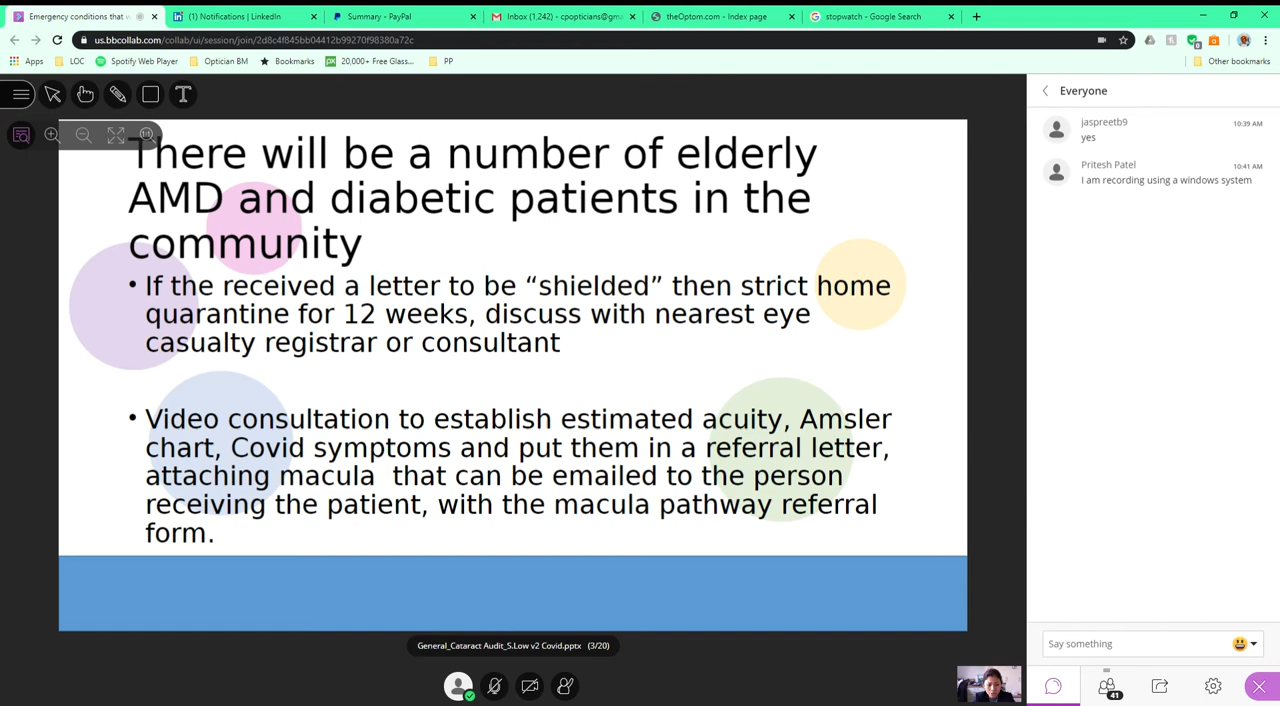 Emergency conditions that w
(1) Notifications | LinkedIn
Summary - PayPal
Inbox (1,242) - cpopticians@gma
theOptom.com - Index page
stopwatch - Google Search
us.bbcollab.com/collab/ui/session/join/2d8c4f845bb04412b99270f98380a72c
Apps
LOC
Spotify Web Player
Optician BM
Bookmarks
20,000+ Free Glass...
PP
Other bookmarks
There will be a number of elderly
AMD and diabetic patients in the
community
• If the received a letter to be “shielded” then strict home
quarantine for 12 weeks, discuss with nearest eye
casualty registrar or consultant
• Video consultation to establish estimated acuity, Amsler
chart, Covid symptoms and put them in a referral letter,
attaching macula  that can be emailed to the person
receiving the patient, with the macula pathway referral
form.
General_Cataract Audit_S.Low v2 Covid.pptx (3/20)
Everyone
jaspreetb9
10:39 AM
yes
Pritesh Patel
10:41 AM
I am recording using a windows system
Say something
41